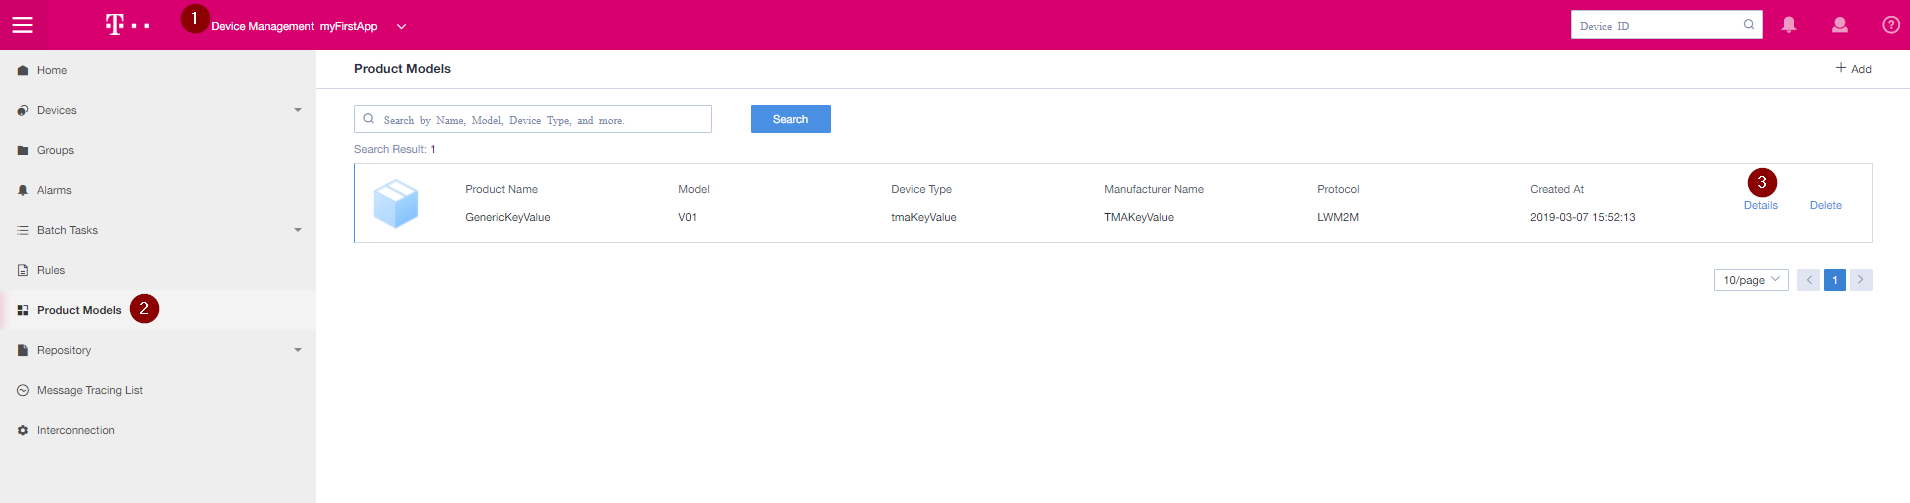 T
1 Device Management myFirstApp
Device ID
Home
Devices
Groups
Alarms
Batch Tasks
Rules
Product Models 2
Repository
Message Tracing List
Interconnection
Product Models
+ Add
Search by Name, Model, Device Type, and more.
Search
Search Result: 1
Product Name Model Device Type Manufacturer Name Protocol Created At
3
GenericKeyValue V01 tmaKeyValue TMAKeyValue LWM2M 2019-03-07 15:52:13
Details Delete
10/page < 1 >